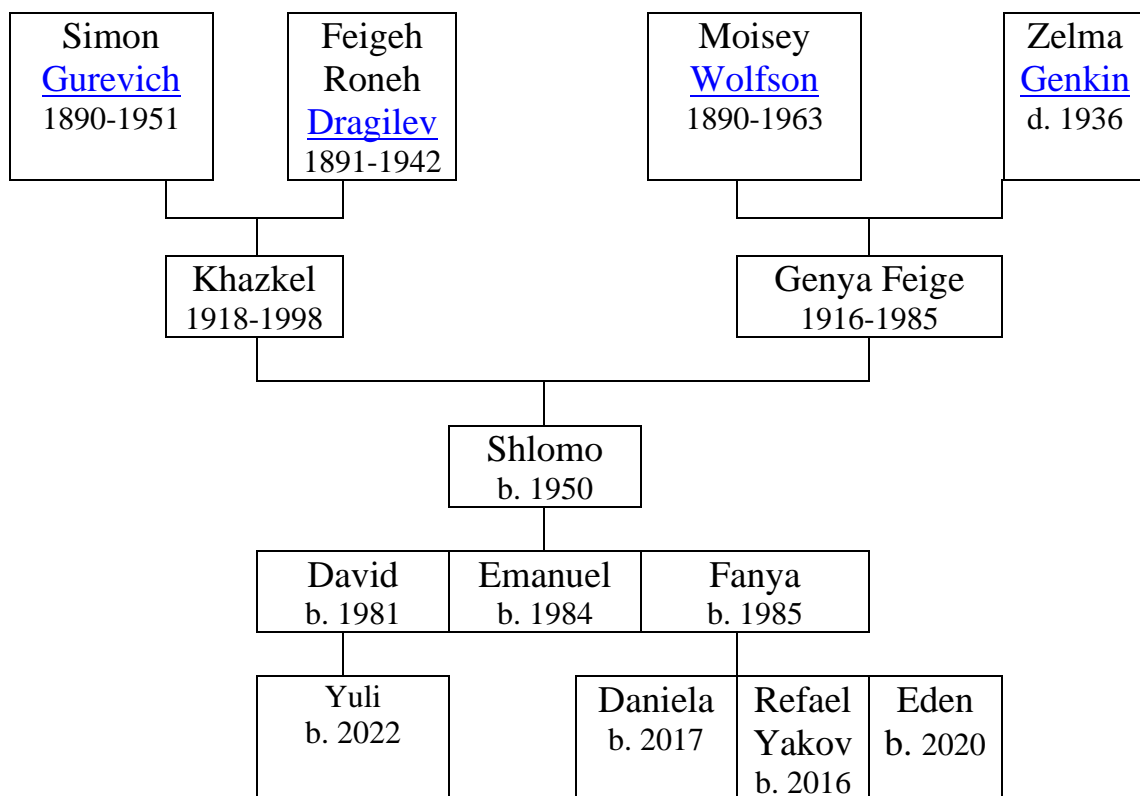 Simon
Gurevich
1890-1951
Feigeh
Roneh
Dragilev
1891-1942
Moisey
Wolfson
1890-1963
Zelma
Genkin
d. 1936
Khazkel
1918-1998
Genya Feige
1916-1985
Shlomo
b. 1950
David
b. 1981
Emanuel
b. 1984
Fanya
b. 1985
Yuli
b. 2022
Daniela
b. 2017
Refael
Yakov
b. 2016
Eden
b. 2020